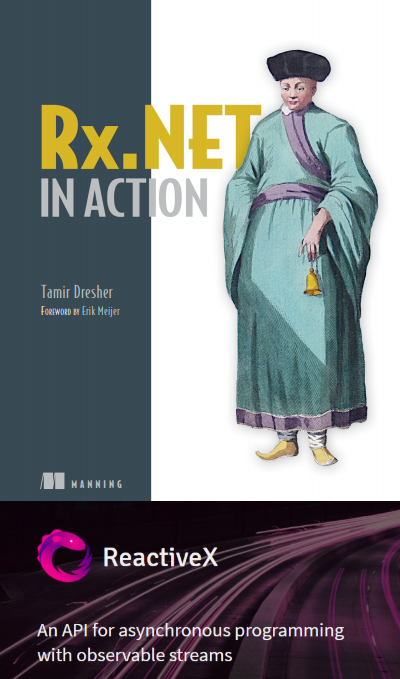 Rx.NET
IN ACTION
Tamir Dresher
FOREWORD BY Erik Meijer
MANNING
ReactiveX
An API for asynchronous programming
with observable streams